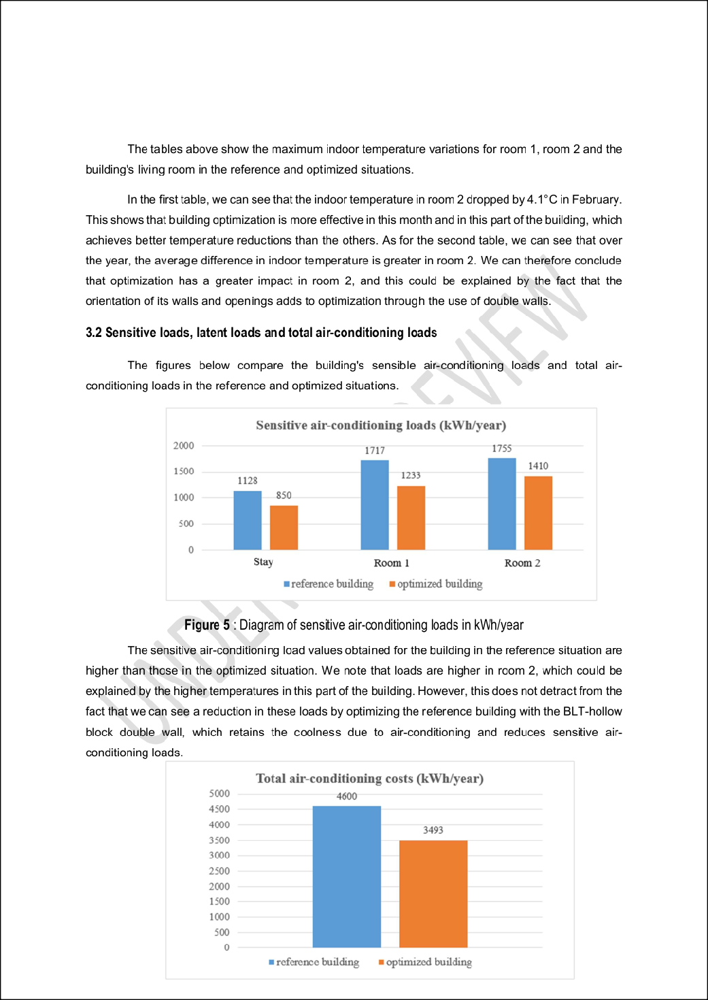 The tables above show the maximum indoor temperature variations for room 1, room 2 and the
building's living room in the reference and optimized situations.
In the first table, we can see that the indoor temperature in room 2 dropped by 4.1°C in February.
This shows that building optimization is more effective in this month and in this part of the building, which
achieves better temperature reductions than the others. As for the second table, we can see that over
the year, the average difference in indoor temperature is greater in room 2. We can therefore conclude
that optimization has a greater impact in room 2, and this could be explained by the fact that the
orientation of its walls and openings adds to optimization through the use of double walls.
3.2 Sensitive loads, latent loads and total air-conditioning loads
The figures below compare the building's sensible air-conditioning loads and total air-
conditioning loads in the reference and optimized situations.
Sensitive air-conditioning loads (kWh/year)
2000
1500
1000
500
0
1128
850
1717
1233
1755
1410
Stay
Room 1
Room 2
reference building
optimized building
Figure 5 : Diagram of sensitive air-conditioning loads in kWh/year
The sensitive air-conditioning load values obtained for the building in the reference situation are
higher than those in the optimized situation. We note that loads are higher in room 2, which could be
explained by the higher temperatures in this part of the building. However, this does not detract from the
fact that we can see a reduction in these loads by optimizing the reference building with the BLT-hollow
block double wall, which retains the coolness due to air-conditioning and reduces sensitive air-
conditioning loads.
Total air-conditioning costs (kWh/year)
5000
4500
4000
3500
3000
2500
2000
1500
1000
500
0
4600
3493
reference building
optimized building